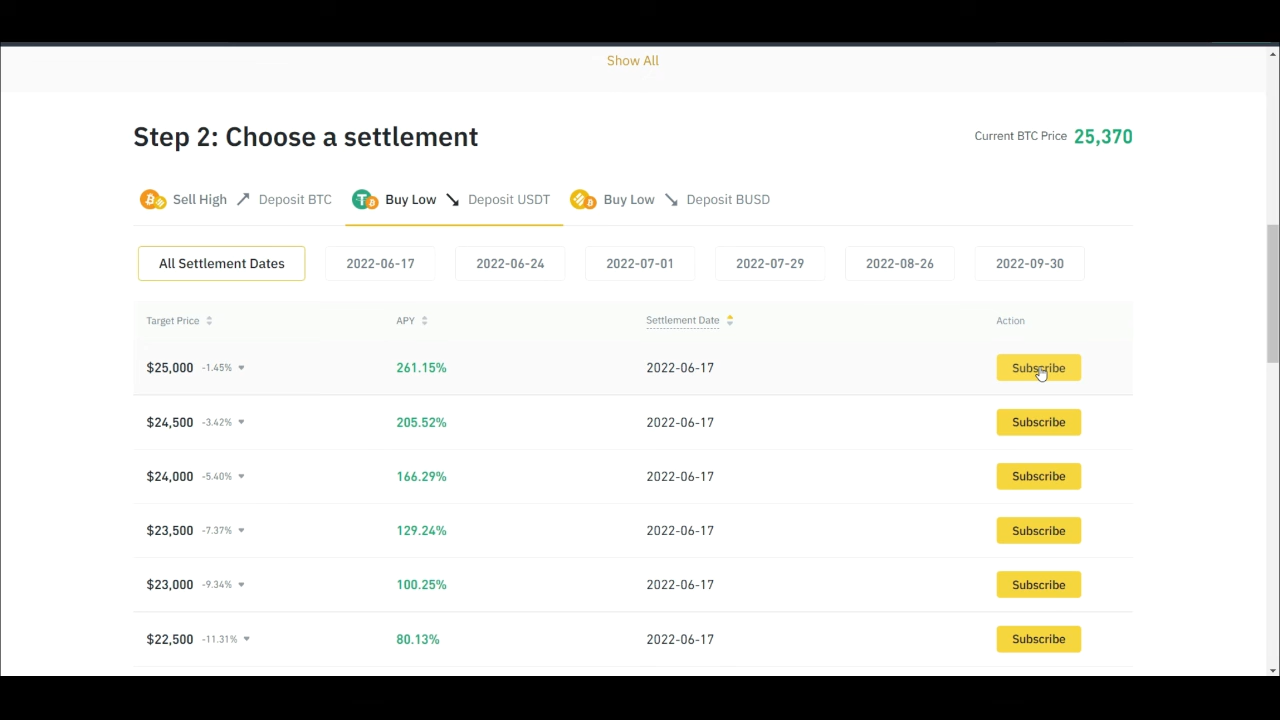 Show All
Step 2: Choose a settlement
Current BTC Price 25,370
Sell High Deposit BTC Buy Low Deposit USDT Buy Low Deposit BUSD
All Settlement Dates 2022-06-17 2022-06-24 2022-07-01 2022-07-29 2022-08-26 2022-09-30
Target Price APY Settlement Date Action
$25,000 -1.45% 261.15% 2022-06-17 Subscribe
$24,500 -3.42% 205.52% 2022-06-17 Subscribe
$24,000 -5.40% 166.29% 2022-06-17 Subscribe
$23,500 -7.37% 129.24% 2022-06-17 Subscribe
$23,000 -9.34% 100.25% 2022-06-17 Subscribe
$22,500 -11.31% 80.13% 2022-06-17 Subscribe